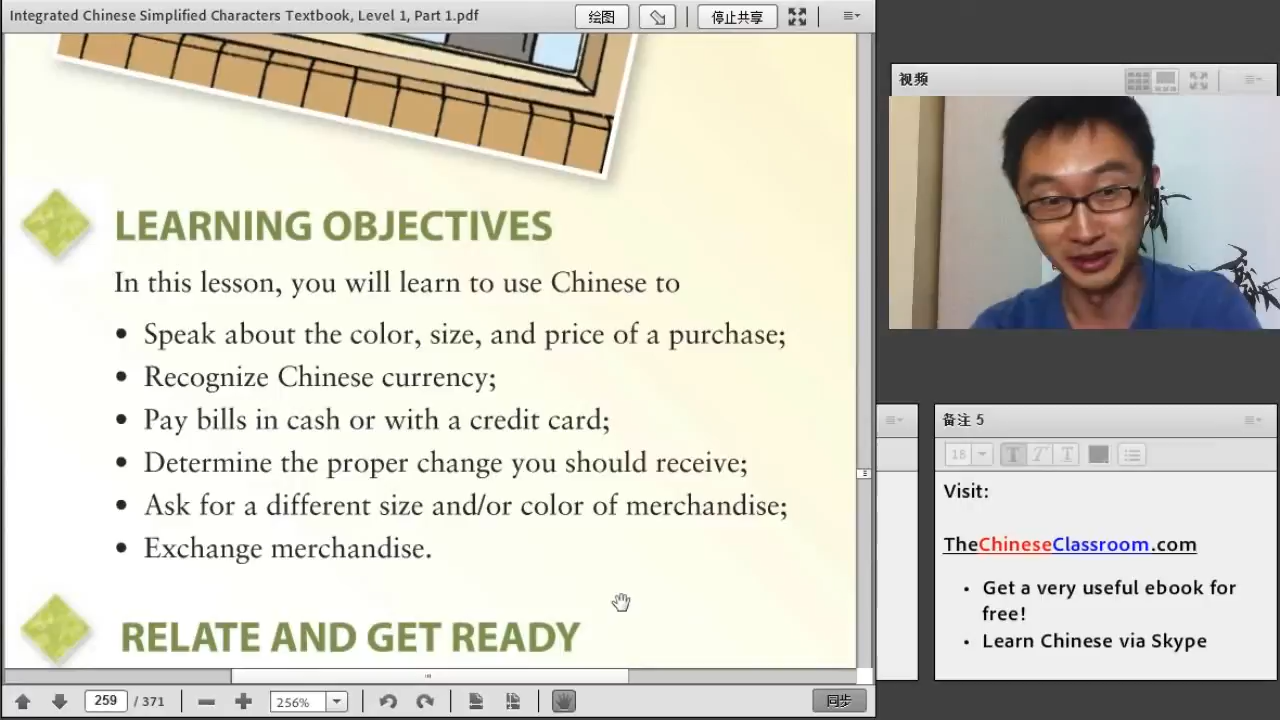 Integrated Chinese Simplified Characters Textbook, Level 1, Part 1.pdf
绘图
停止共享
LEARNING OBJECTIVES
In this lesson, you will learn to use Chinese to
• Speak about the color, size, and price of a purchase;
• Recognize Chinese currency;
• Pay bills in cash or with a credit card;
• Determine the proper change you should receive;
• Ask for a different size and/or color of merchandise;
• Exchange merchandise.
RELATE AND GET READY
259 / 371
256%
同步
视频
备注 5
18 T T T
Visit:
TheChineseClassroom.com
• Get a very useful ebook for
free!
• Learn Chinese via Skype